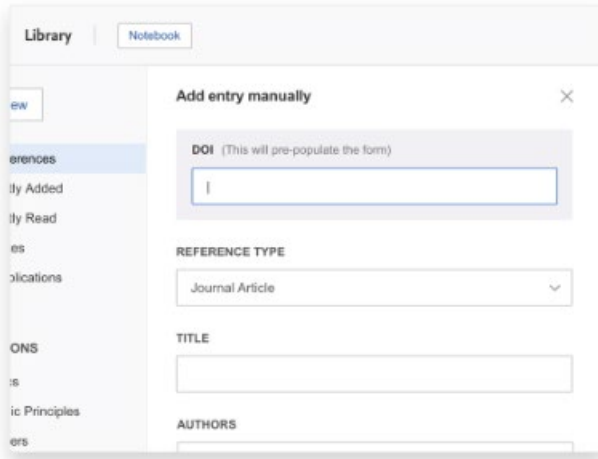 Library
Notebook
ew
erences
tly Added
tly Read
es
olications
ONS
s
ic Principles
ers
Add entry manually
DOI (This will pre-populate the form)
REFERENCE TYPE
Journal Article
TITLE
AUTHORS